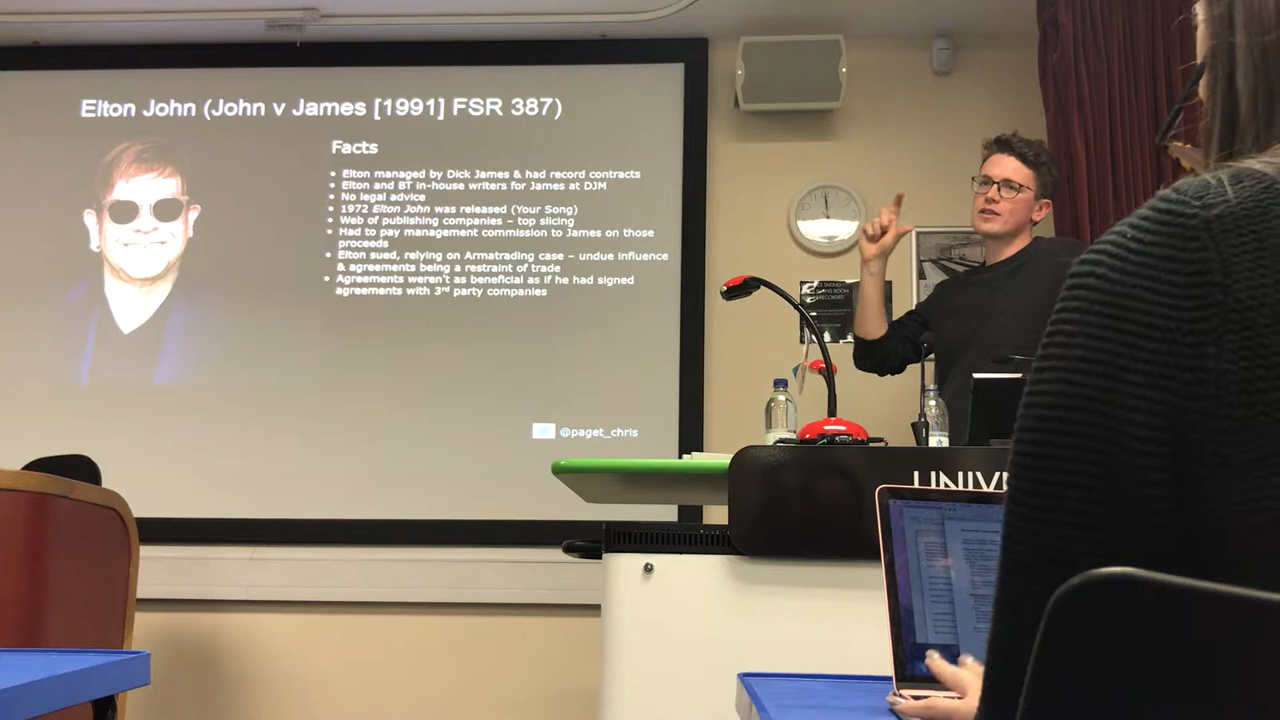 Elton John (John v James [1991] FSR 387)
Facts
• Elton managed by Dick James & had record contracts
• Elton and BT in-house writers for James at DJM
• No legal advice
• 1972 Elton John was released (Your Song)
• Web of publishing companies – top slicing
• Had to pay management commission to James on those
proceeds
• Elton sued, relying on Armatrading case – undue influence
& agreements being a restraint of trade
• Agreements weren't as beneficial as if he had signed
agreements with 3rd party companies
@paget_chris
UNIV